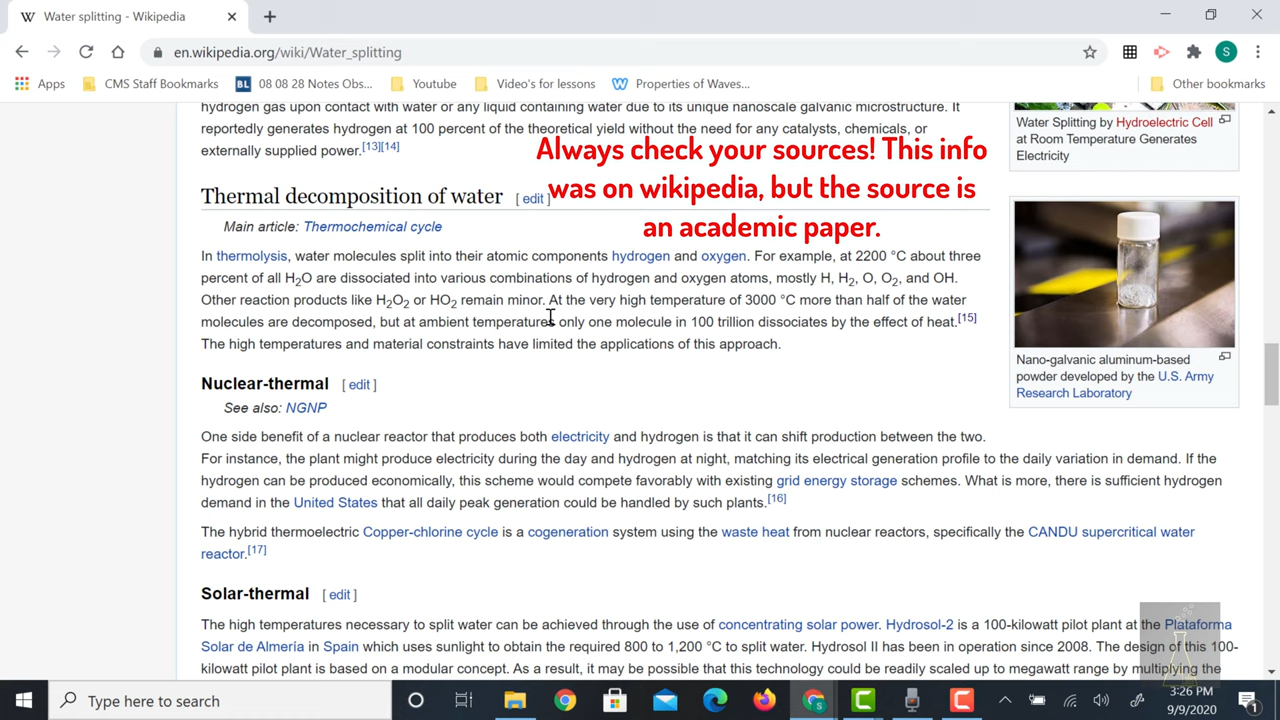 Water splitting - Wikipedia
en.wikipedia.org/wiki/Water_splitting
S
Apps
CMS Staff Bookmarks
BL 08 08 28 Notes Obs...
Youtube
Video's for lessons
Properties of Waves...
Other bookmarks
hydrogen gas upon contact with water or any liquid containing water due to its unique nanoscale galvanic microstructure. It
reportedly generates hydrogen at 100 percent of the theoretical yield without the need for any catalysts, chemicals, or
externally supplied power.[13][14]
Always check your sources! This info
was on wikipedia, but the source is
an academic paper.
Thermal decomposition of water [ edit ]
Main article: Thermochemical cycle
In thermolysis, water molecules split into their atomic components hydrogen and oxygen. For example, at 2200 °C about three
percent of all H2O are dissociated into various combinations of hydrogen and oxygen atoms, mostly H, H2, O, O2, and OH.
Other reaction products like H2O2 or HO2 remain minor. At the very high temperature of 3000 °C more than half of the water
molecules are decomposed, but at ambient temperatures only one molecule in 100 trillion dissociates by the effect of heat.[15]
The high temperatures and material constraints have limited the applications of this approach.
Water Splitting by Hydroelectric Cell
at Room Temperature Generates
Electricity
Nano-galvanic aluminum-based
powder developed by the U.S. Army
Research Laboratory
Nuclear-thermal [ edit ]
See also: NGNP
One side benefit of a nuclear reactor that produces both electricity and hydrogen is that it can shift production between the two.
For instance, the plant might produce electricity during the day and hydrogen at night, matching its electrical generation profile to the daily variation in demand. If the
hydrogen can be produced economically, this scheme would compete favorably with existing grid energy storage schemes. What is more, there is sufficient hydrogen
demand in the United States that all daily peak generation could be handled by such plants.[16]
The hybrid thermoelectric Copper-chlorine cycle is a cogeneration system using the waste heat from nuclear reactors, specifically the CANDU supercritical water
reactor.[17]
Solar-thermal [ edit ]
The high temperatures necessary to split water can be achieved through the use of concentrating solar power. Hydrosol-2 is a 100-kilowatt pilot plant at the Plataforma
Solar de Almería in Spain which uses sunlight to obtain the required 800 to 1,200 °C to split water. Hydrosol II has been in operation since 2008. The design of this 100-
kilowatt pilot plant is based on a modular concept. As a result, it may be possible that this technology could be readily scaled up to megawatt range by multiplying the
Type here to search
3:26 PM
9/9/2020
1